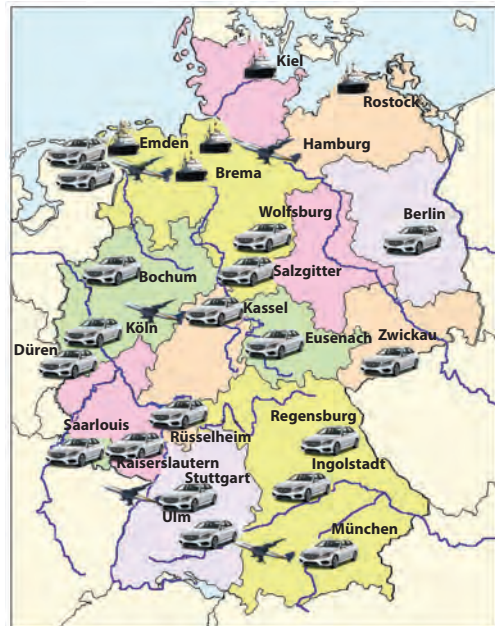 Kiel
Rostock
Emden
Hamburg
Brema
Wolfsburg
Berlin
Bochum
Salzgitter
Kassel
Köln
Eusenach
Zwickau
Düren
Regensburg
Saarlouis
Rüsselheim
Kaiserslautern
Ingolstadt
Stuttgart
Ulm
München